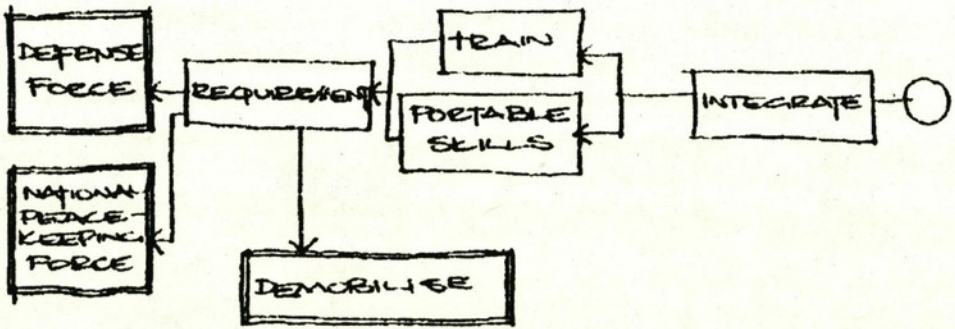 DEFENSE
FORCE
REQUIREMENT
TRAIN
PORTABLE
SKILLS
INTEGRATE
NATIONAL
PEACE-
KEEPING
FORCE
DEMOBILISE